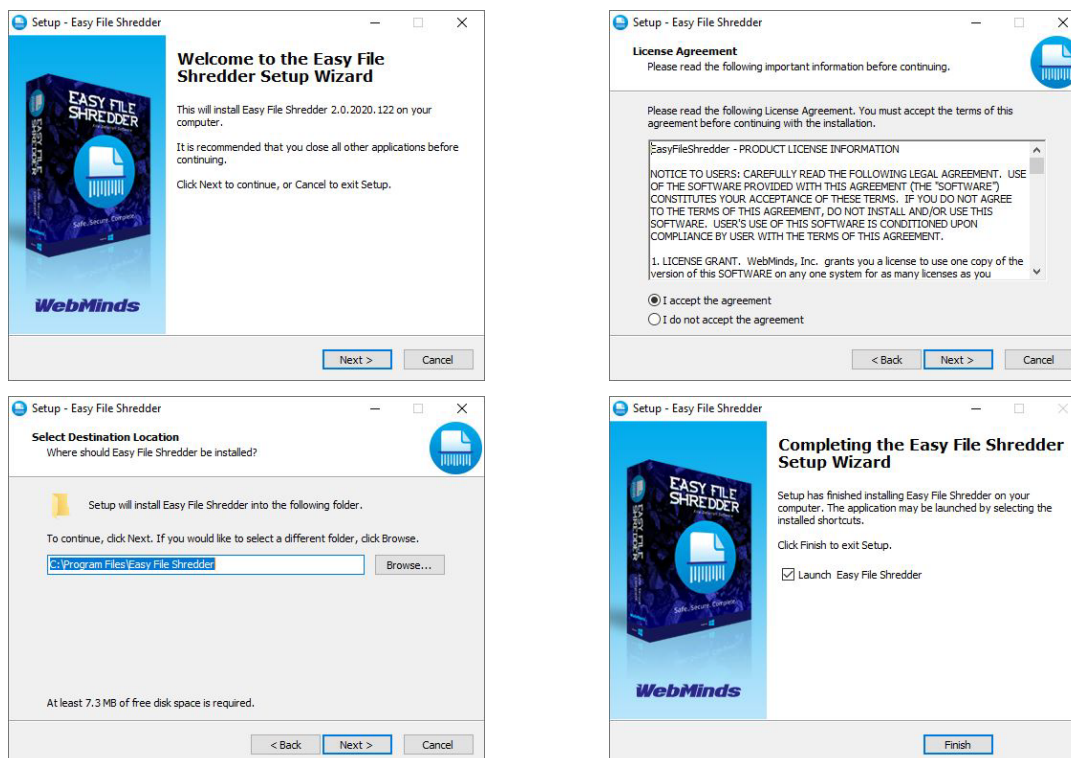 Setup - Easy File Shredder
Welcome to the Easy File
Shredder Setup Wizard
This will install Easy File Shredder 2.0.2020.122 on your
computer.
It is recommended that you close all other applications before
continuing.
Click Next to continue, or Cancel to exit Setup.
EASY FILE
SHREDDER
EASY FILE
SHREDDER
Safe. Secure. Complete.
WebMinds
Next >
Cancel
Setup - Easy File Shredder
License Agreement
Please read the following important information before continuing.
Please read the following License Agreement. You must accept the terms of this
agreement before continuing with the installation.
EasyFileShredder - PRODUCT LICENSE INFORMATION
NOTICE TO USERS: CAREFULLY READ THE FOLLOWING LEGAL AGREEMENT. USE
OF THE SOFTWARE PROVIDED WITH THIS AGREEMENT (THE "SOFTWARE")
CONSTITUTES YOUR ACCEPTANCE OF THESE TERMS. IF YOU DO NOT AGREE
TO THE TERMS OF THIS AGREEMENT, DO NOT INSTALL AND/OR USE THIS
SOFTWARE. USER'S USE OF THIS SOFTWARE IS CONDITIONED UPON
COMPLIANCE BY USER WITH THE TERMS OF THIS AGREEMENT.
1. LICENSE GRANT. WebMinds, Inc. grants you a license to use one copy of the
version of this SOFTWARE on any one system for as many licenses as you
I accept the agreement
I do not accept the agreement
< Back
Next >
Cancel
Setup - Easy File Shredder
Select Destination Location
Where should Easy File Shredder be installed?
Setup will install Easy File Shredder into the following folder.
To continue, click Next. If you would like to select a different folder, click Browse.
C:\Program Files\Easy File Shredder
Browse...
At least 7.3 MB of free disk space is required.
< Back
Next >
Cancel
Setup - Easy File Shredder
Completing the Easy File Shredder
Setup Wizard
Setup has finished installing Easy File Shredder on your
computer. The application may be launched by selecting the
installed shortcuts.
Click Finish to exit Setup.
Launch Easy File Shredder
EASY FILE
SHREDDER
EASY FILE
SHREDDER
Safe. Secure. Complete.
WebMinds
Finish